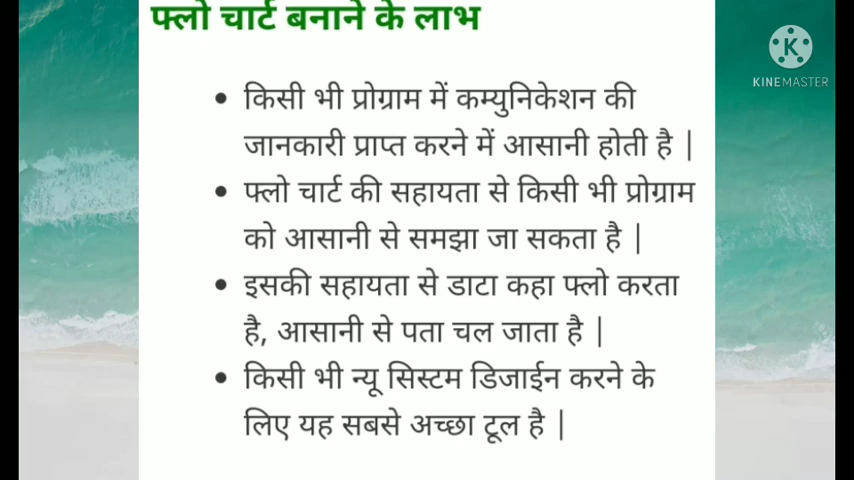 फ्लो चार्ट बनाने के लाभ
K
KINEMASTER
• किसी भी प्रोग्राम में कम्युनिकेशन की
जानकारी प्राप्त करने में आसानी होती है |
• फ्लो चार्ट की सहायता से किसी भी प्रोग्राम
को आसानी से समझा जा सकता है |
• इसकी सहायता से डाटा कहा फ्लो करता
है, आसानी से पता चल जाता है |
• किसी भी न्यू सिस्टम डिजाईन करने के
लिए यह सबसे अच्छा टूल है |